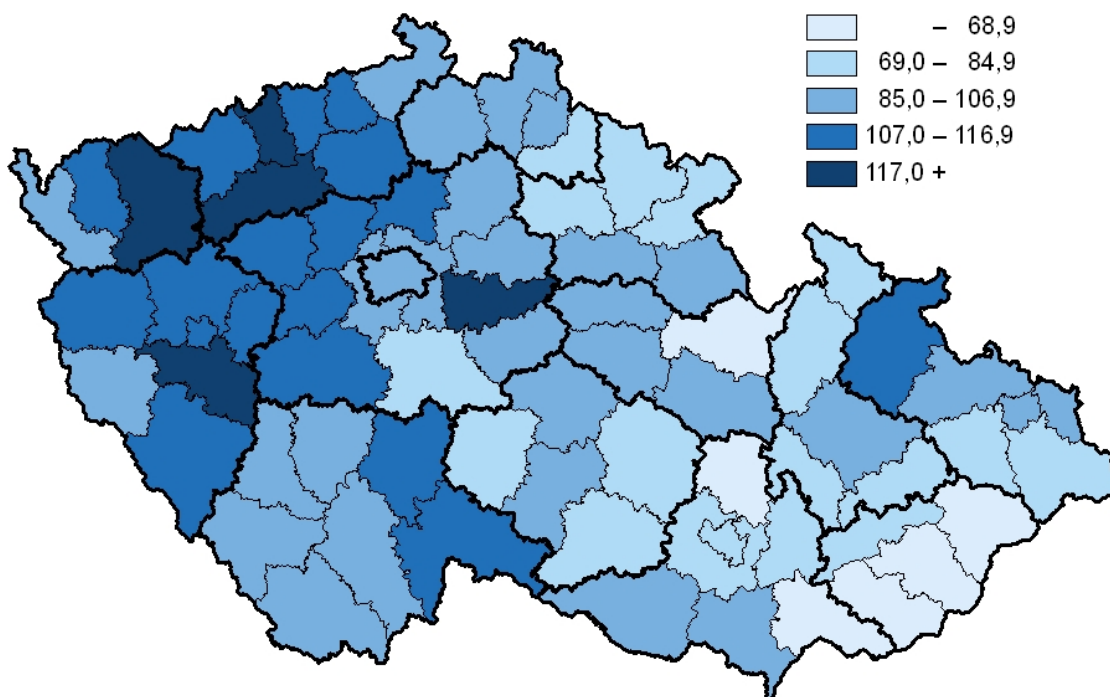 – 68,9
69,0 – 84,9
85,0 – 106,9
107,0 – 116,9
117,0 +